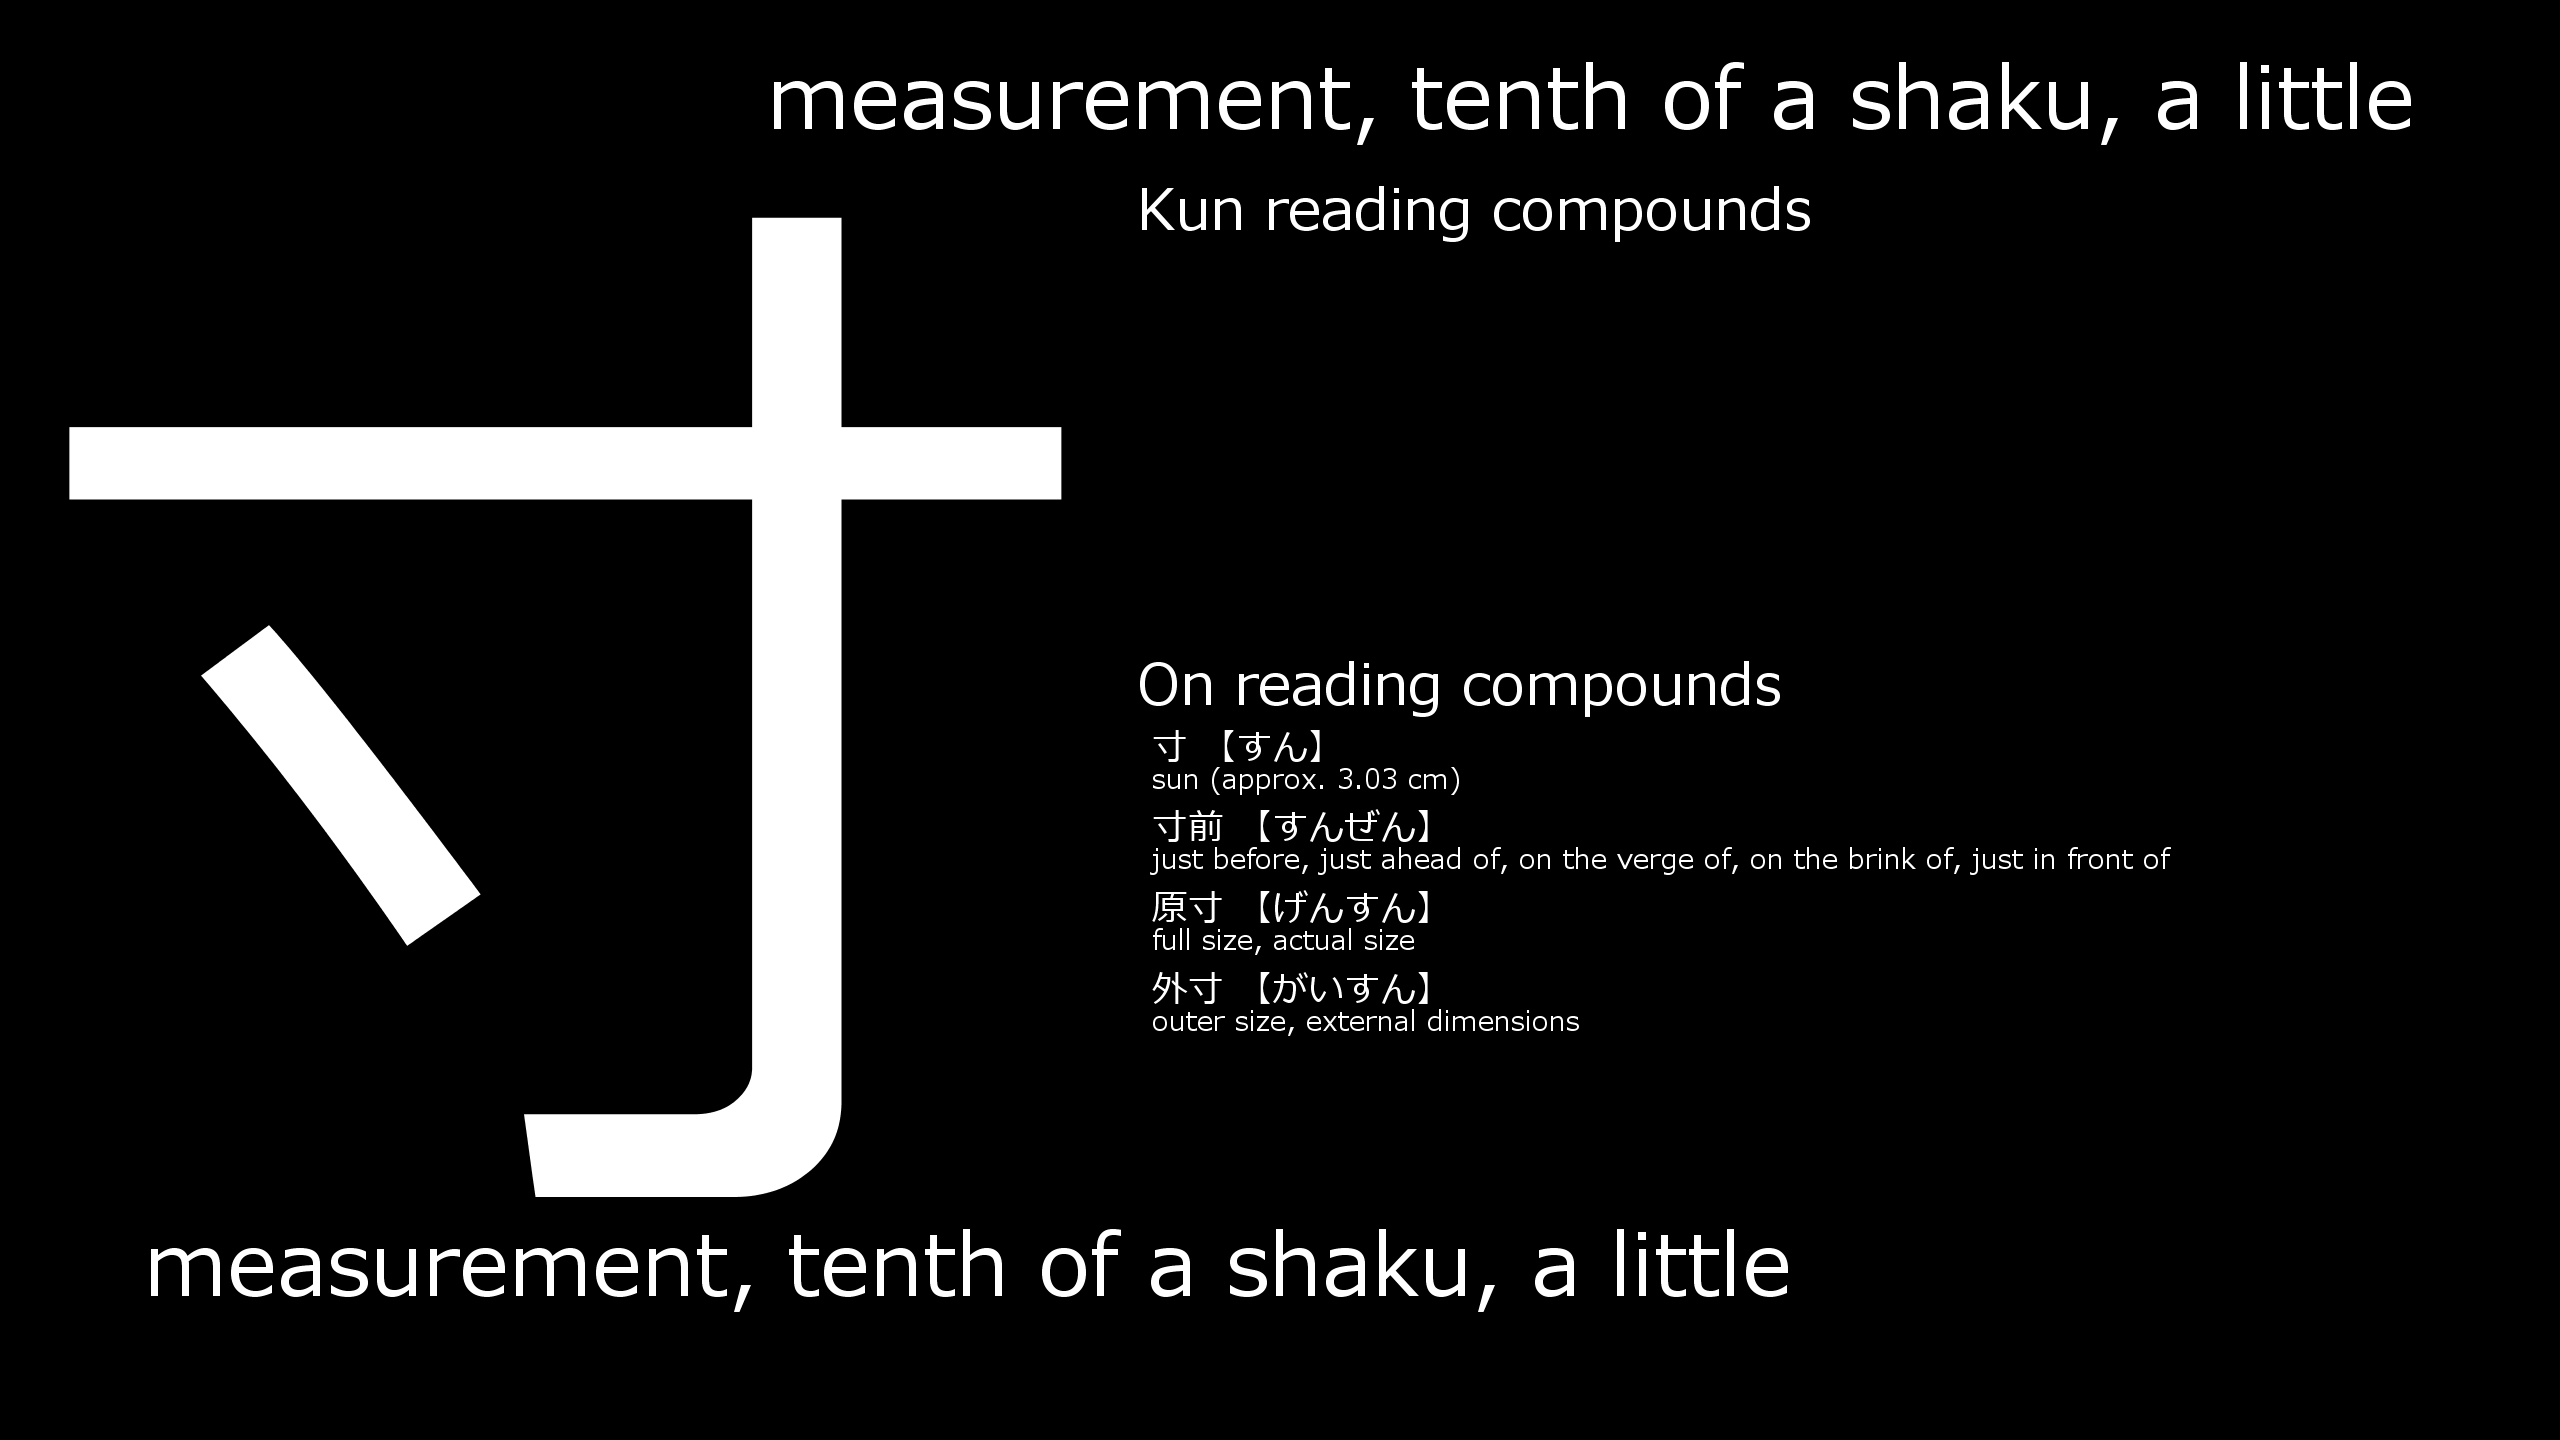 measurement, tenth of a shaku, a little
寸
Kun reading compounds
On reading compounds
寸 【すん】
sun (approx. 3.03 cm)
寸前 【すんぜん】
just before, just ahead of, on the verge of, on the brink of, just in front of
原寸 【げんすん】
full size, actual size
外寸 【がいすん】
outer size, external dimensions
measurement, tenth of a shaku, a little